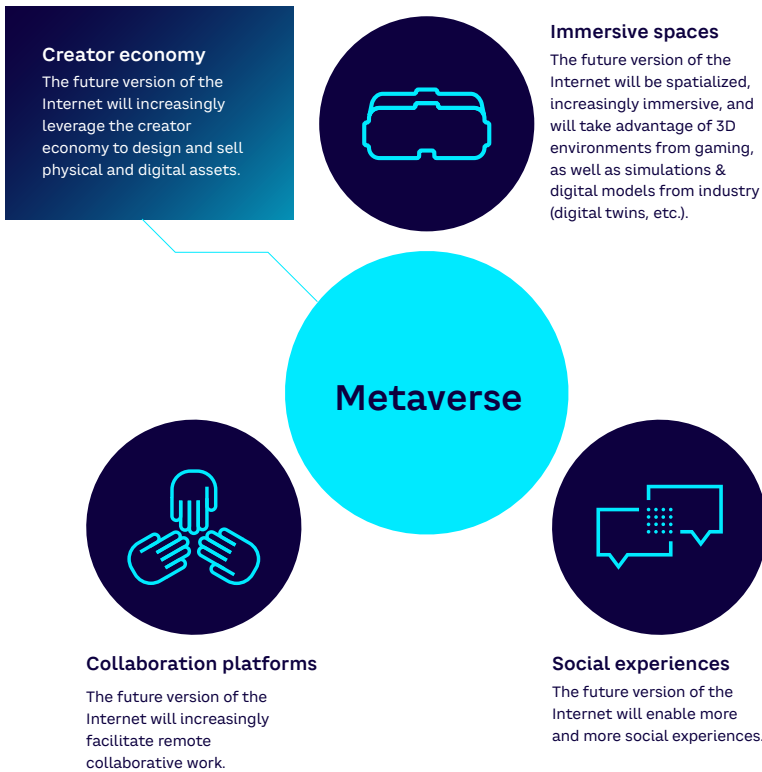 Creator economy
The future version of the
Internet will increasingly
leverage the creator
economy to design and sell
physical and digital assets.
Immersive spaces
The future version of the
Internet will be spatialized,
increasingly immersive, and
will take advantage of 3D
environments from gaming,
as well as simulations &
digital models from industry
(digital twins, etc.).
Metaverse
Collaboration platforms
The future version of the
Internet will increasingly
facilitate remote
collaborative work.
Social experiences
The future version of the
Internet will enable more
and more social experiences.